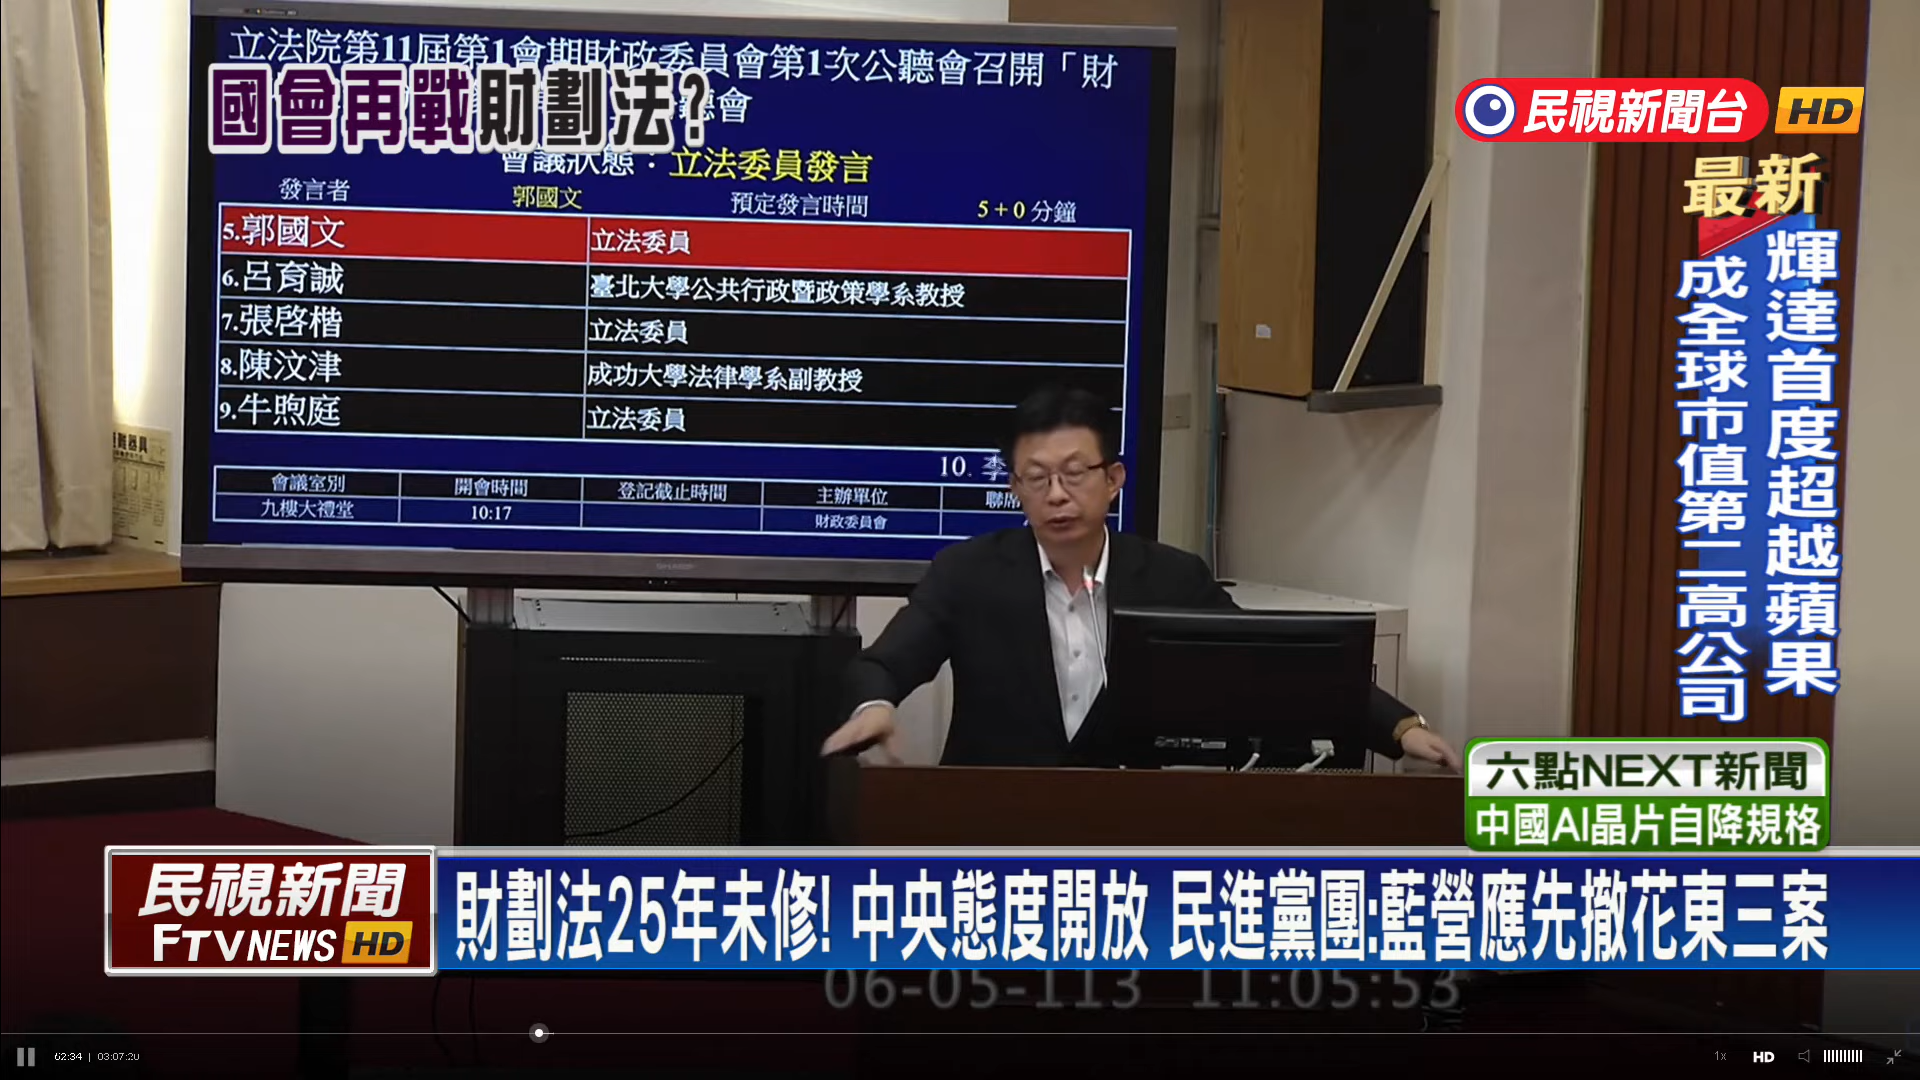 立法院第11屆第1會期財政委員會第1次公聽會召開「財
聽會
國會再戰財劃法?
會議狀態：立法委員發言
發言者 郭國文 預定發言時間 5+0 分鐘
5.郭國文 立法委員
6.呂育誠 臺北大學公共行政暨政策學系教授
7.張啓楷 立法委員
8.陳汶津 成功大學法律學系副教授
9.牛煦庭 立法委員
10. 李
會議室別 開會時間 登記截止時間 主辦單位 聯席
九樓大禮堂 10:17 財政委員會
SHARP
民視新聞台 HD
最新
輝達首度超越蘋果
成全球市值第二高公司
六點NEXT新聞
中國AI晶片自降規格
民視新聞
FTVNEWS HD
財劃法25年未修! 中央態度開放 民進黨團:藍營應先撤花東三案
06-05-113 11:05:53
62:34 | 03:07:20
1x HD